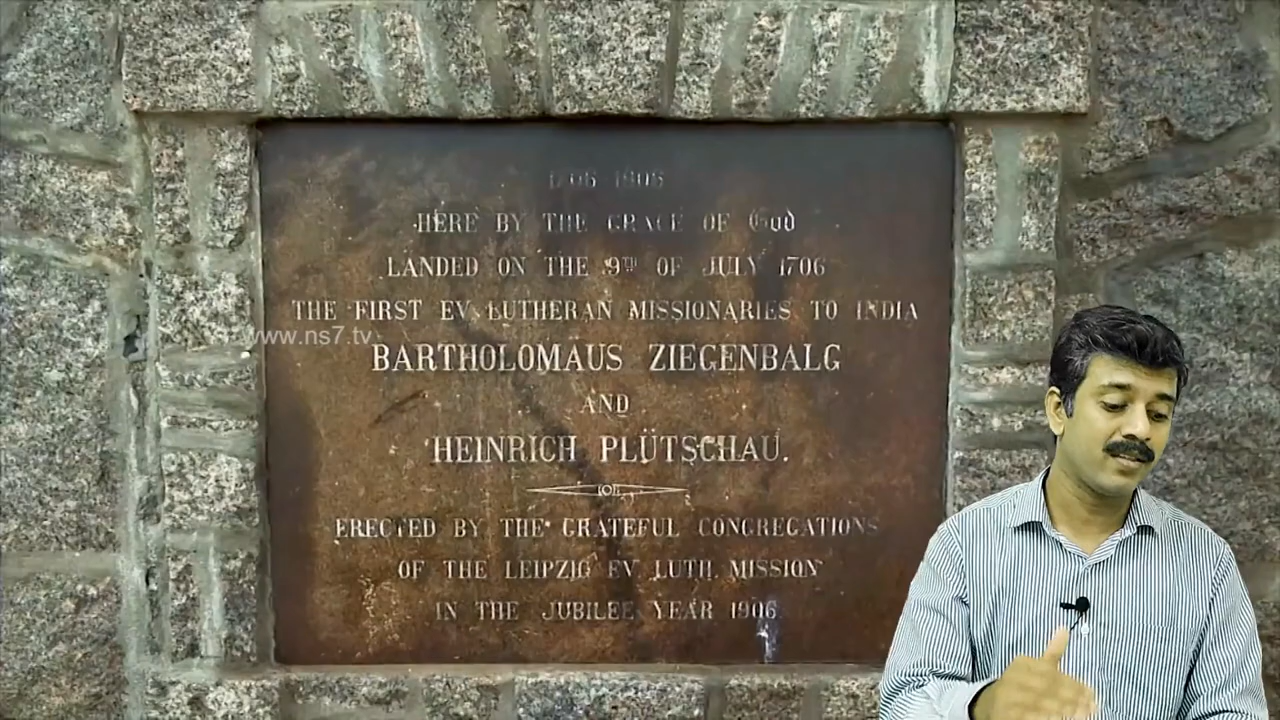 1706 1906
HERE BY THE GRACE OF God
LANDED ON THE 9TH OF JULY 1706
THE FIRST EV. LUTHERAN MISSIONARIES TO INDIA
www.ns7.tv
BARTHOLOMÄUS ZIEGENBALG
AND
HEINRICH PLÜTSCHAU.
ERECTED BY THE GRATEFUL CONGREGATIONS
OF THE LEIPZIG EV. LUTH. MISSION
IN THE JUBILEE YEAR 1906